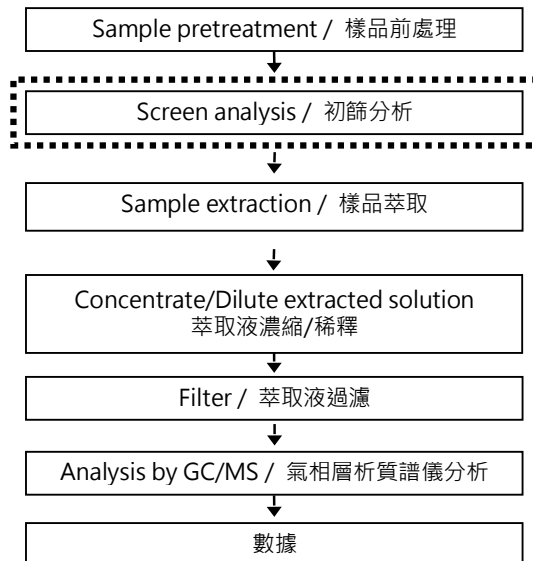 Sample pretreatment / 樣品前處理
Screen analysis / 初篩分析
Sample extraction / 樣品萃取
Concentrate/Dilute extracted solution
萃取液濃縮/稀釋
Filter / 萃取液過濾
Analysis by GC/MS / 氣相層析質譜儀分析
數據